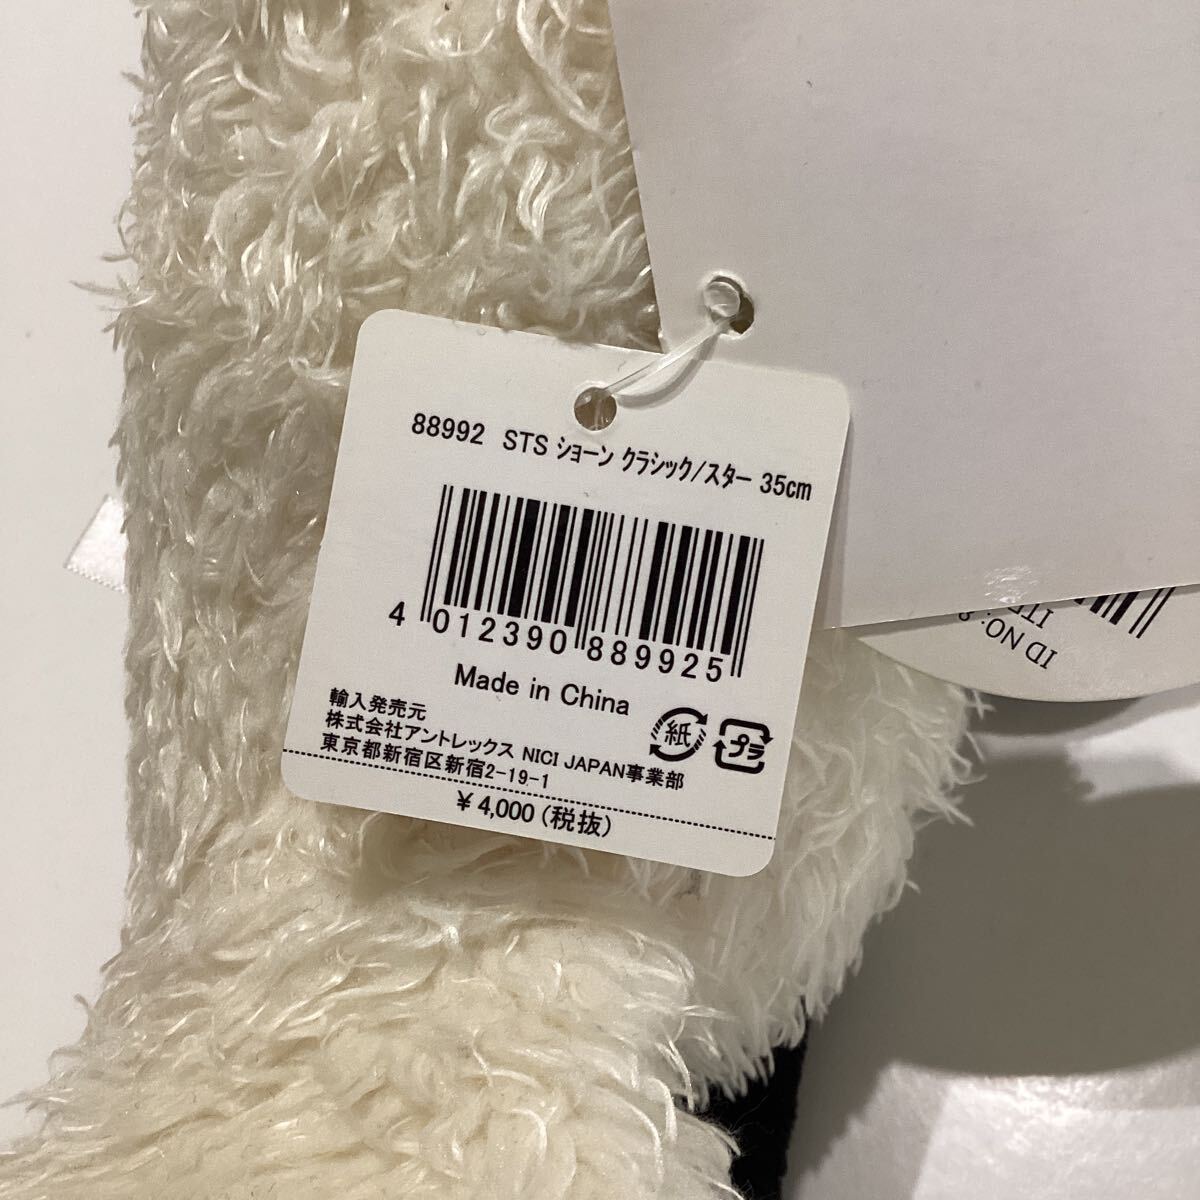 88992 STS ショーン クラシック/スター 35cm
4 012390 889925
Made in China
輸入発売元
株式会社アントレックス NICI JAPAN事業部
東京都新宿区新宿2-19-1
紙
プラ
¥4,000(税抜)
ID NO: